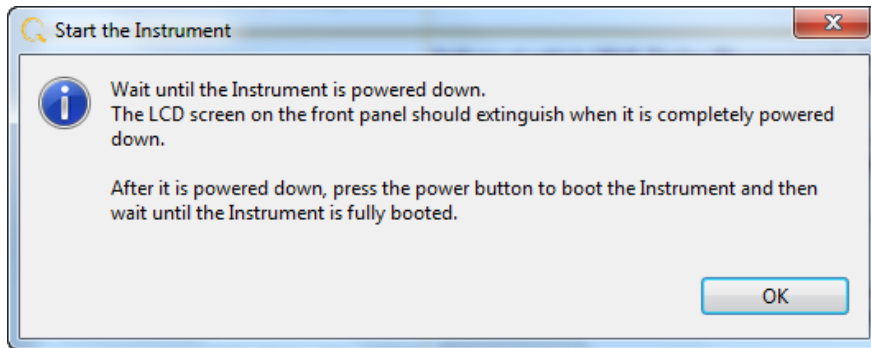 Start the Instrument
Wait until the Instrument is powered down.
The LCD screen on the front panel should extinguish when it is completely powered
down.
After it is powered down, press the power button to boot the Instrument and then
wait until the Instrument is fully booted.
OK